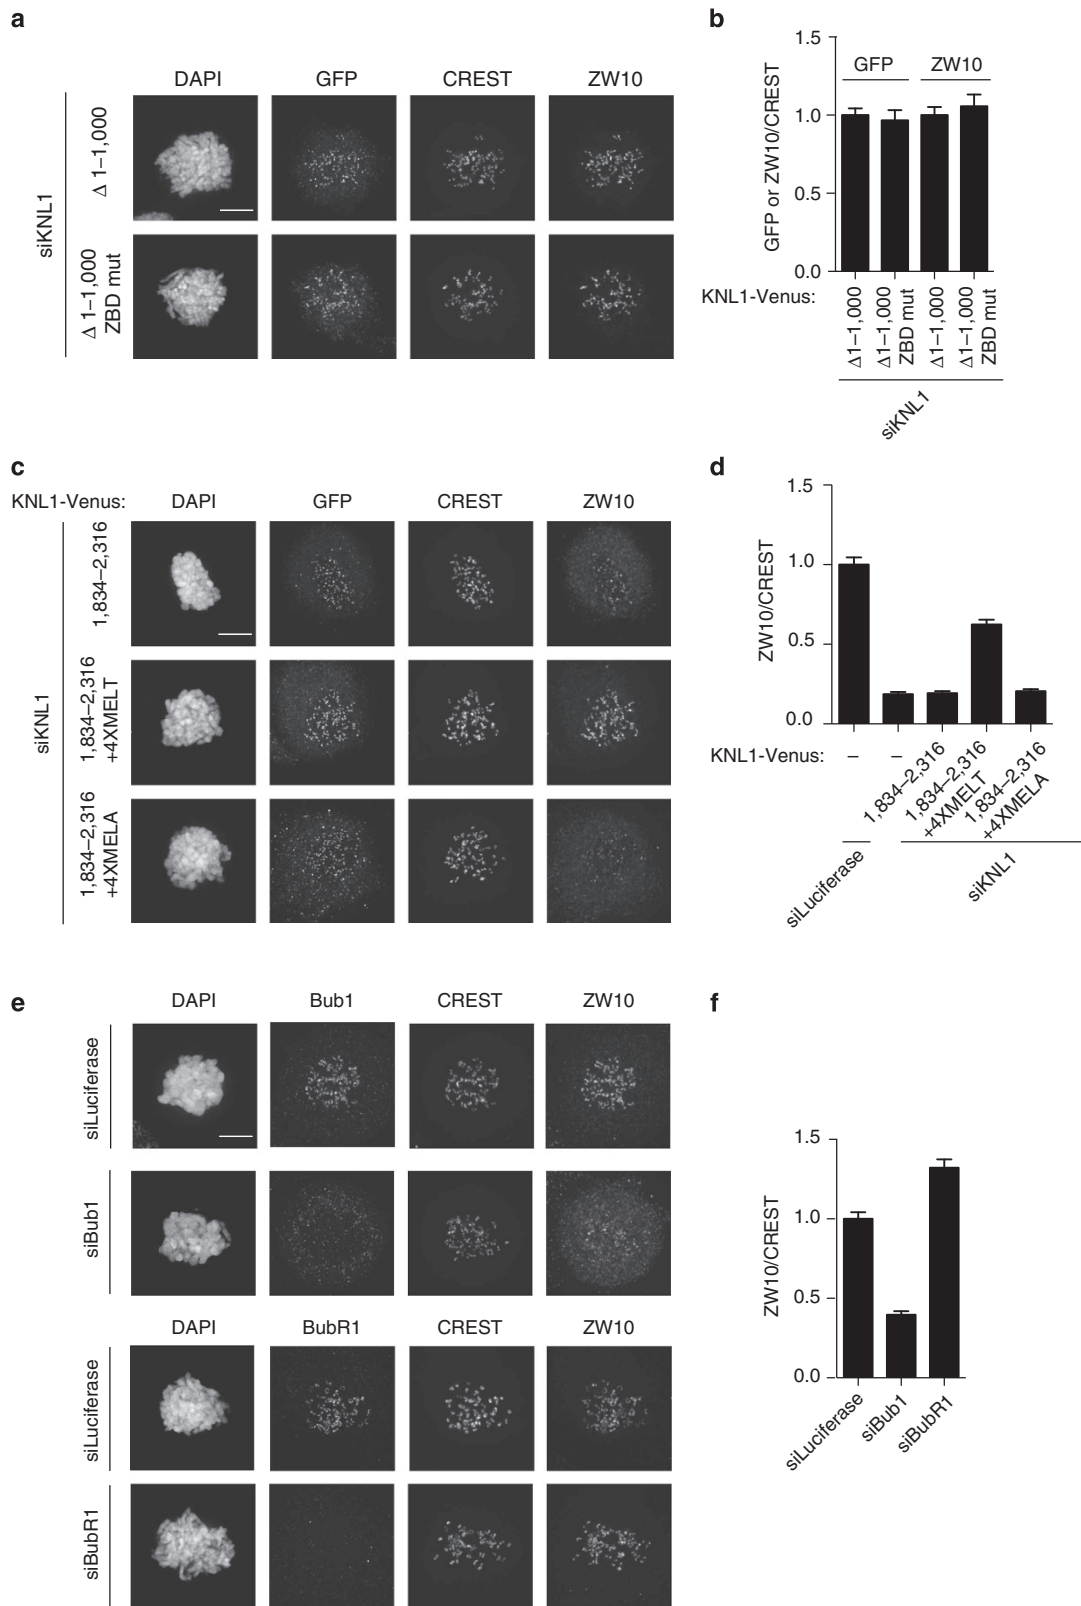 a
DAPI GFP CREST ZW10
siKNL1
Δ 1–1,000
Δ 1–1,000
ZBD mut
b
GFP or ZW10/CREST
1.5
1.0
0.5
0.0
GFP ZW10
KNL1-Venus:
Δ1–1,000
Δ1–1,000
ZBD mut
Δ1–1,000
Δ1–1,000
ZBD mut
siKNL1
c
KNL1-Venus: DAPI GFP CREST ZW10
siKNL1
1,834–2,316
1,834–2,316
+4XMELT
1,834–2,316
+4XMELA
d
ZW10/CREST
1.5
1.0
0.5
0.0
KNL1-Venus: – –
1,834–2,316
1,834–2,316
+4XMELT
1,834–2,316
+4XMELA
siLuciferase
siKNL1
e
DAPI Bub1 CREST ZW10
siLuciferase
siBub1
DAPI BubR1 CREST ZW10
siLuciferase
siBubR1
f
ZW10/CREST
1.5
1.0
0.5
0.0
siLuciferase
siBub1
siBubR1